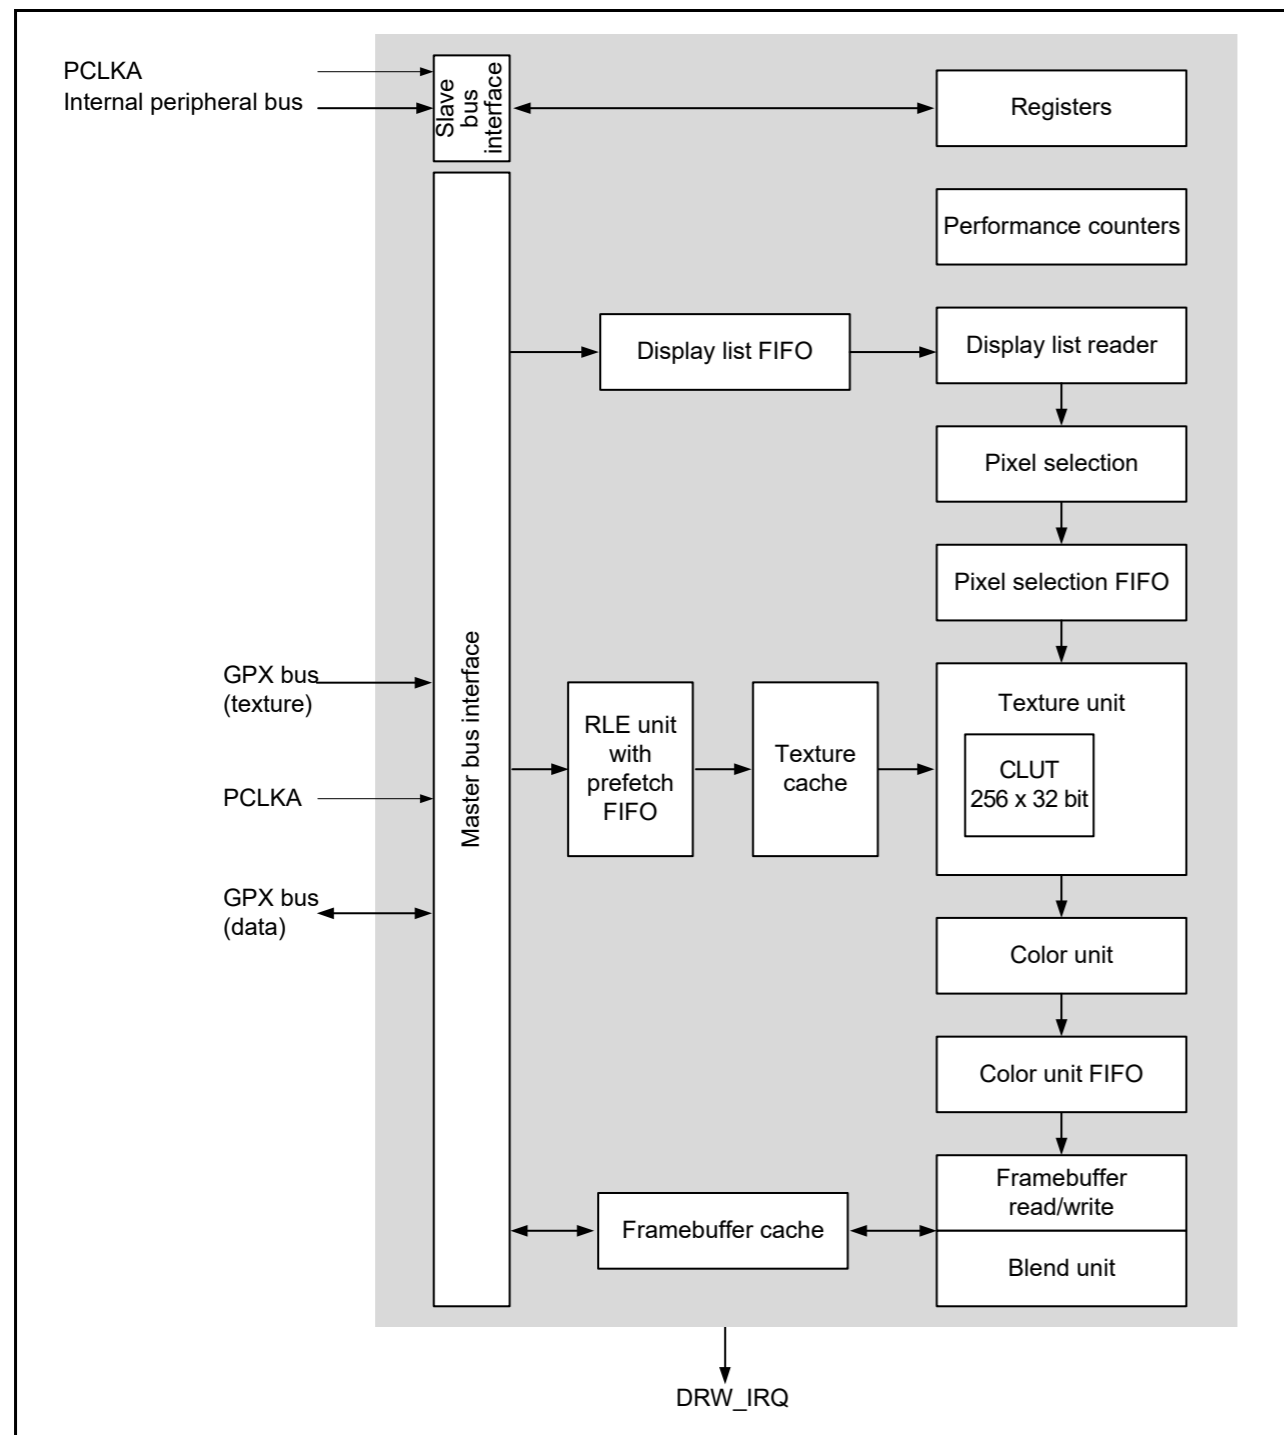 PCLKA
Internal peripheral bus
Slave
bus
interface
Registers
Performance counters
Display list FIFO
Display list reader
Pixel selection
Pixel selection FIFO
GPX bus
(texture)
PCLKA
GPX bus
(data)
Master bus interface
RLE unit
with
prefetch
FIFO
Texture
cache
Texture unit
CLUT
256 x 32 bit
Color unit
Color unit FIFO
Framebuffer
read/write
Framebuffer cache
Blend unit
DRW_IRQ